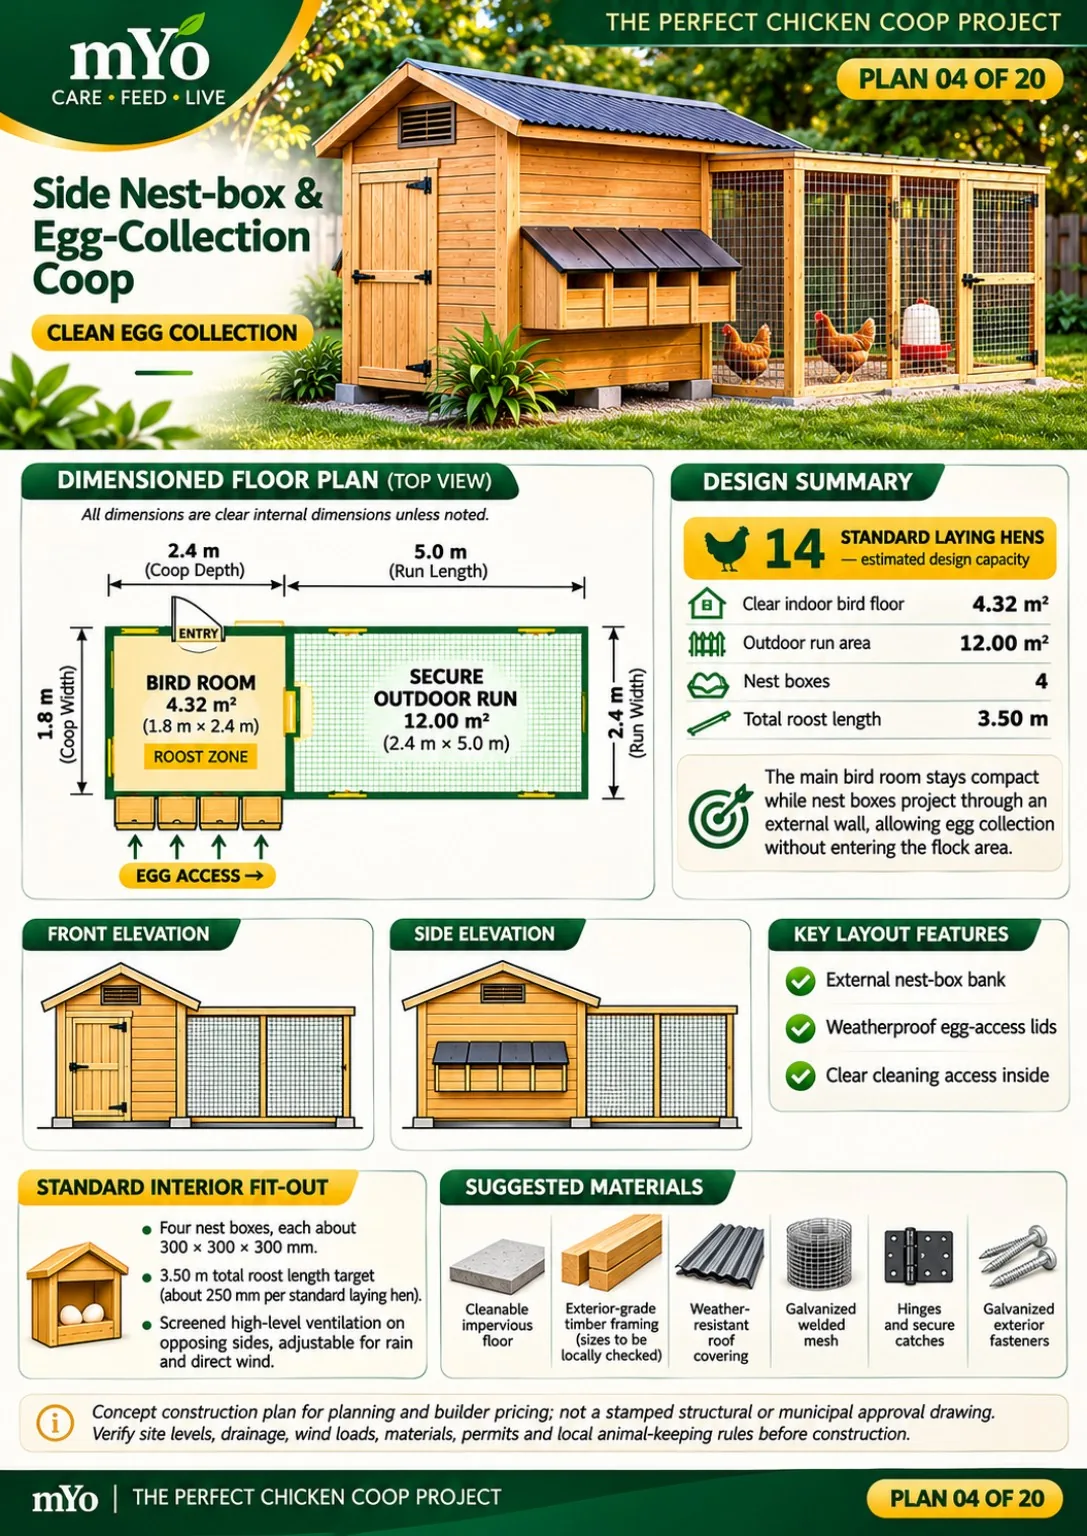 mYo
CARE • FEED • LIVE
THE PERFECT CHICKEN COOP PROJECT
PLAN 04 OF 20
Side Nest-box &
Egg-Collection
Coop
CLEAN EGG COLLECTION
DIMENSIONED FLOOR PLAN (TOP VIEW)
All dimensions are clear internal dimensions unless noted.
2.4 m
(Coop Depth)
5.0 m
(Run Length)
ENTRY
1.8 m
(Coop Width)
BIRD ROOM
4.32 m²
(1.8 m × 2.4 m)
ROOST ZONE
SECURE
OUTDOOR RUN
12.00 m²
(2.4 m × 5.0 m)
2.4 m
(Run Width)
EGG ACCESS →
DESIGN SUMMARY
14 STANDARD LAYING HENS
— estimated design capacity
Clear indoor bird floor 4.32 m²
Outdoor run area 12.00 m²
Nest boxes 4
Total roost length 3.50 m
The main bird room stays compact
while nest boxes project through an
external wall, allowing egg collection
without entering the flock area.
FRONT ELEVATION
SIDE ELEVATION
KEY LAYOUT FEATURES
External nest-box bank
Weatherproof egg-access lids
Clear cleaning access inside
STANDARD INTERIOR FIT-OUT
• Four nest boxes, each about
300 × 300 × 300 mm.
• 3.50 m total roost length target
(about 250 mm per standard laying hen).
• Screened high-level ventilation on
opposing sides, adjustable for rain
and direct wind.
SUGGESTED MATERIALS
Cleanable
impervious
floor
Exterior-grade
timber framing
(sizes to be
locally checked)
Weather-
resistant
roof
covering
Galvanized
welded
mesh
Hinges
and secure
catches
Galvanized
exterior
fasteners
i
Concept construction plan for planning and builder pricing; not a stamped structural or municipal approval drawing.
Verify site levels, drainage, wind loads, materials, permits and local animal-keeping rules before construction.
mYo | THE PERFECT CHICKEN COOP PROJECT
PLAN 04 OF 20